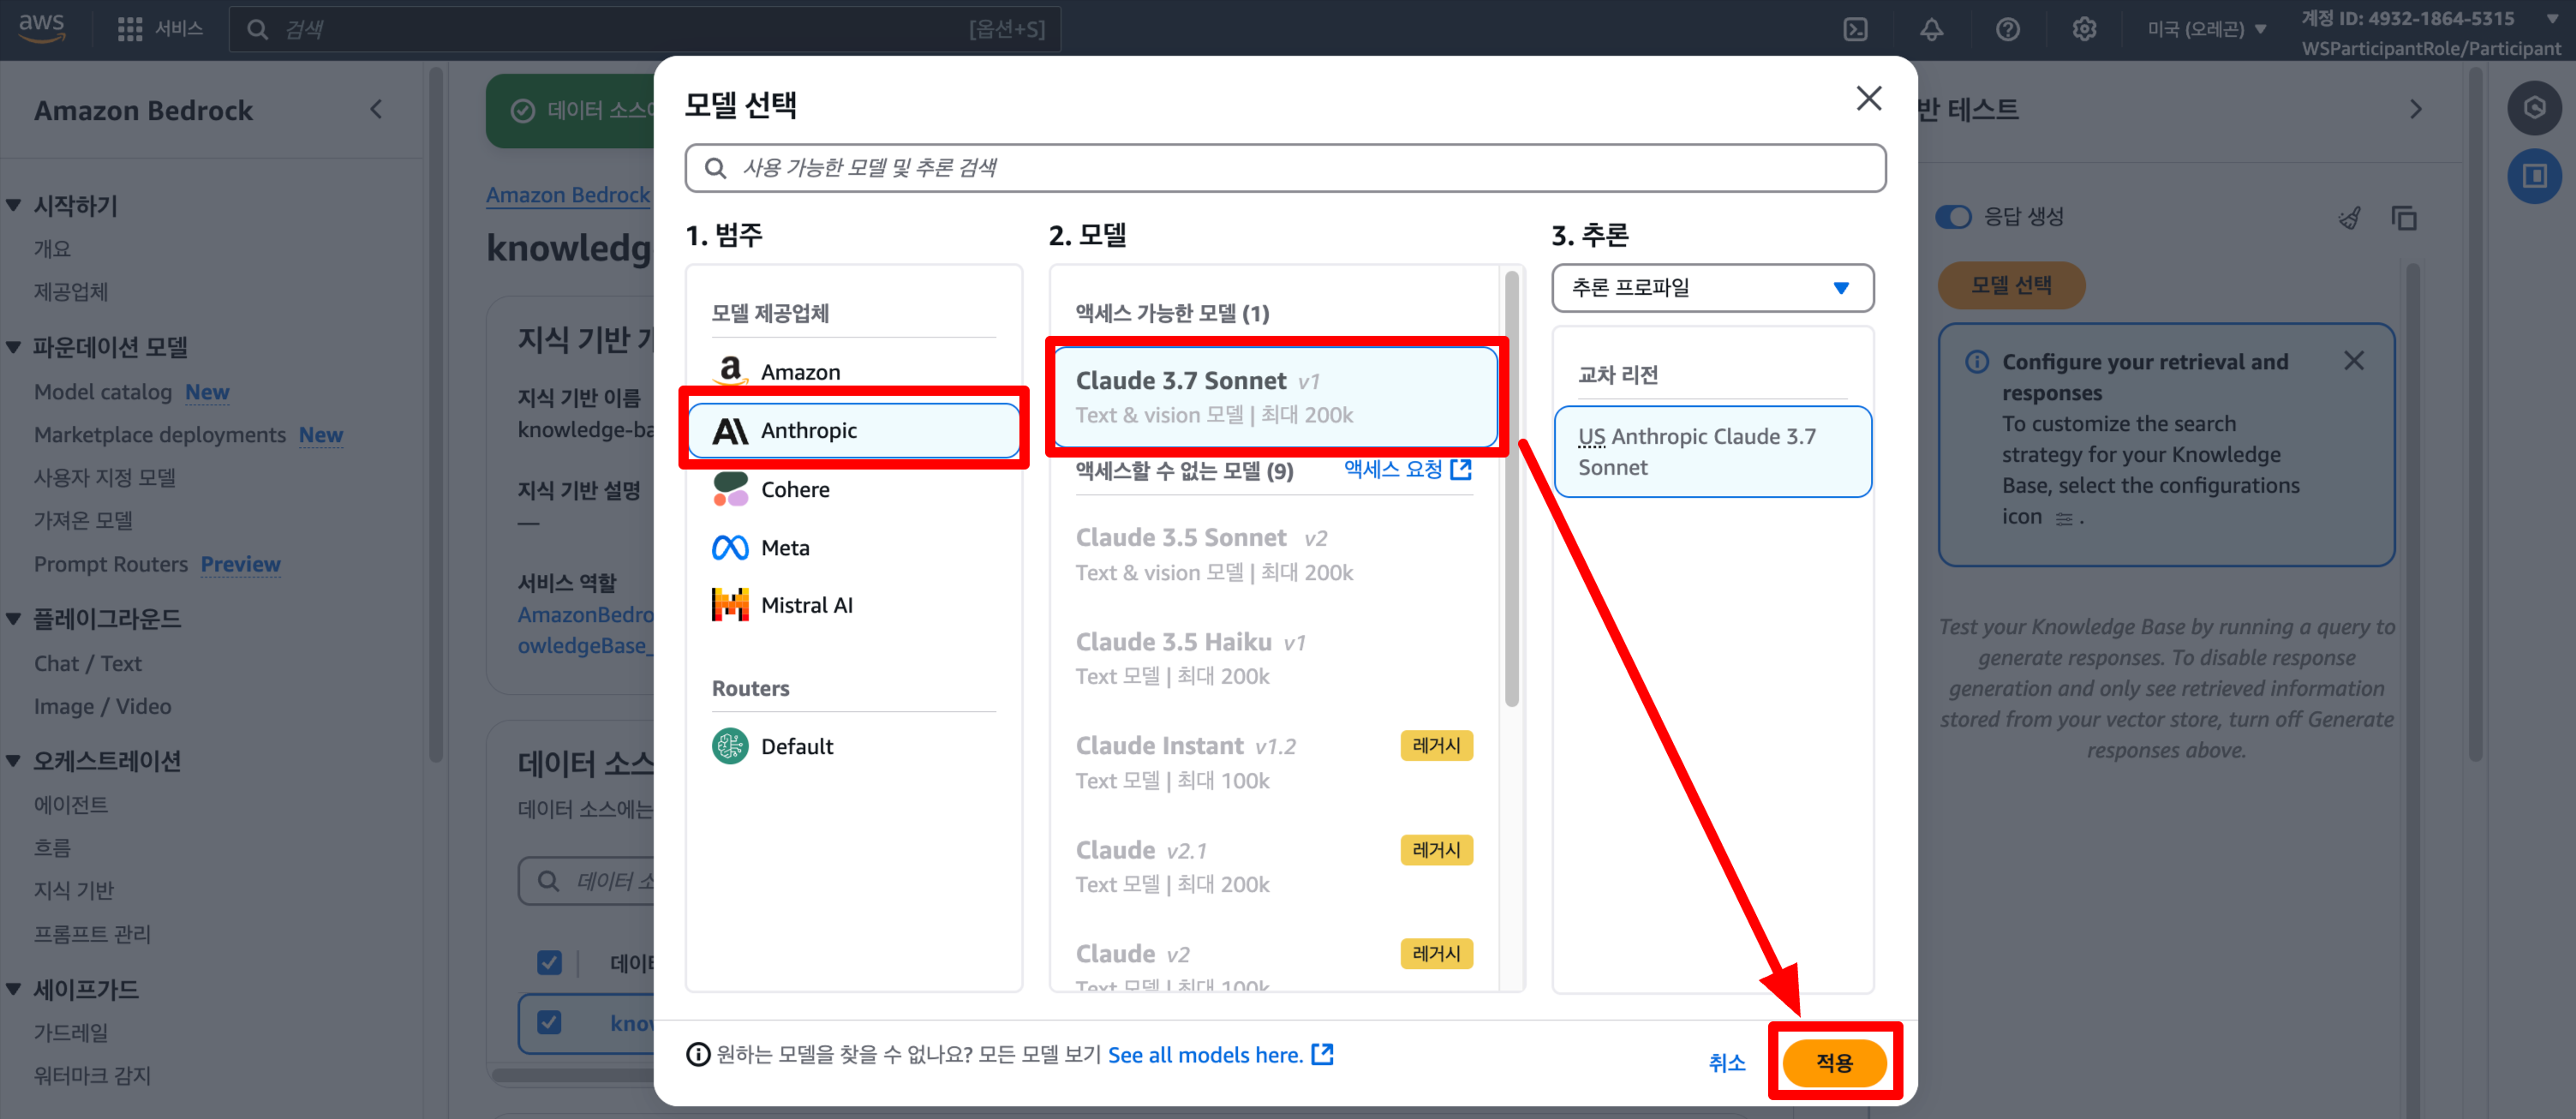 aws
서비스
검색
[옵션+S]
미국 (오레곤)
계정 ID: 4932-1864-5315
WSParticipantRole/Participant
Amazon Bedrock
시작하기
개요
제공업체
파운데이션 모델
Model catalog New
Marketplace deployments New
사용자 지정 모델
가져온 모델
Prompt Routers Preview
플레이그라운드
Chat / Text
Image / Video
오케스트레이션
에이전트
흐름
지식 기반
프롬프트 관리
세이프가드
가드레일
워터마크 감지
데이터 소스
Amazon Bedrock
knowledg
지식 기반
지식 기반 이름
knowledge-ba
지식 기반 설명
—
서비스 역할
AmazonBedro
owledgeBase_
데이터 소스
데이터 소스에는
데이터 소
데이터
know
모델 선택
사용 가능한 모델 및 추론 검색
1. 범주
모델 제공업체
Amazon
Anthropic
Cohere
Meta
Mistral AI
Routers
Default
2. 모델
액세스 가능한 모델 (1)
Claude 3.7 Sonnet v1
Text & vision 모델 | 최대 200k
액세스할 수 없는 모델 (9) 액세스 요청
Claude 3.5 Sonnet v2
Text & vision 모델 | 최대 200k
Claude 3.5 Haiku v1
Text 모델 | 최대 200k
Claude Instant v1.2 레거시
Text 모델 | 최대 100k
Claude v2.1 레거시
Text 모델 | 최대 200k
Claude v2 레거시
Text 모델 | 최대 100k
3. 추론
추론 프로파일
교차 리전
US Anthropic Claude 3.7
Sonnet
원하는 모델을 찾을 수 없나요? 모든 모델 보기 See all models here.
취소
적용
반 테스트
응답 생성
모델 선택
Configure your retrieval and
responses
To customize the search
strategy for your Knowledge
Base, select the configurations
icon .
Test your Knowledge Base by running a query to
generate responses. To disable response
generation and only see retrieved information
stored from your vector store, turn off Generate
responses above.